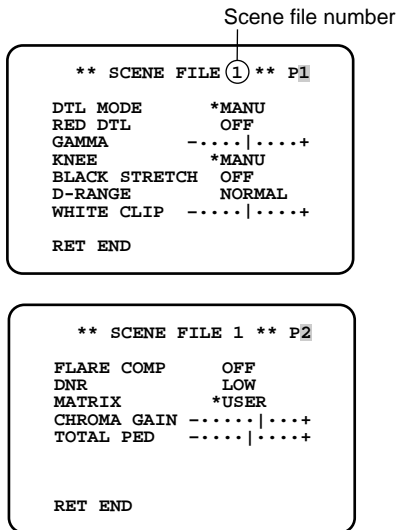 Scene file number
** SCENE FILE 1 ** P1
DTL MODE *MANU
RED DTL OFF
GAMMA -....|....+
KNEE *MANU
BLACK STRETCH OFF
D-RANGE NORMAL
WHITE CLIP -....|....+
RET END
** SCENE FILE 1 ** P2
FLARE COMP OFF
DNR LOW
MATRIX *USER
CHROMA GAIN -.....|...+
TOTAL PED -....|....+
RET END